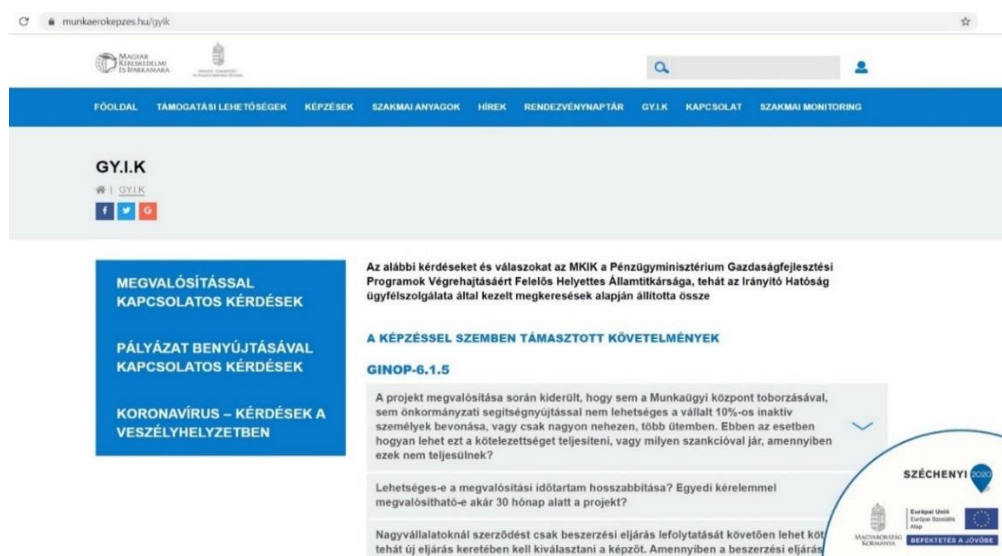 munkaerokepzes.hu/gyik
MAGYAR
KERESKEDELMI
ÉS IPARKAMARA
FŐOLDAL TÁMOGATÁSI LEHETŐSÉGEK KÉPZÉSEK SZAKMAI ANYAGOK HÍREK RENDEZVÉNYNAPTÁR GY.I.K KAPCSOLAT SZAKMAI MONITORING
GY.I.K
| GY.I.K
MEGVALÓSÍTÁSSAL
KAPCSOLATOS KÉRDÉSEK
PÁLYÁZAT BENYÚJTÁSÁVAL
KAPCSOLATOS KÉRDÉSEK
KORONAVÍRUS – KÉRDÉSEK A
VESZÉLYHELYZETBEN
Az alábbi kérdéseket és válaszokat az MKIK a Pénzügyminisztérium Gazdaságfejlesztési
Programok Végrehajtásáért Felelős Helyettes Államtitkársága, tehát az Irányító Hatóság
ügyfélszolgálata által kezelt megkeresések alapján állította össze
A KÉPZÉSSEL SZEMBEN TÁMASZTOTT KÖVETELMÉNYEK
GINOP-6.1.5
A projekt megvalósítása során kiderült, hogy sem a Munkaügyi központ toborzásával,
sem önkormányzati segítségnyújtással nem lehetséges a vállalt 10%-os inaktív
személyek bevonása, vagy csak nagyon nehezen, több ütemben. Ebben az esetben
hogyan lehet ezt a kötelezettséget teljesíteni, vagy milyen szankcióval jár, amennyiben
ezek nem teljesülnek?
Lehetséges-e a megvalósítási időtartam hosszabbítása? Egyedi kérelemmel
megvalósítható-e akár 30 hónap alatt a projekt?
Nagyvállalatoknál szerződést csak beszerzési eljárás lefolytatását követően lehet köt
tehát új eljárás keretében kell kiválasztani a képzőt. Amennyiben a beszerzési eljárás
SZÉCHENYI 2020
MAGYARORSZÁG
KORMÁNYA
Európai Unió
Európai Szociális
Alap
BEFEKTETÉS A JÖVŐBE